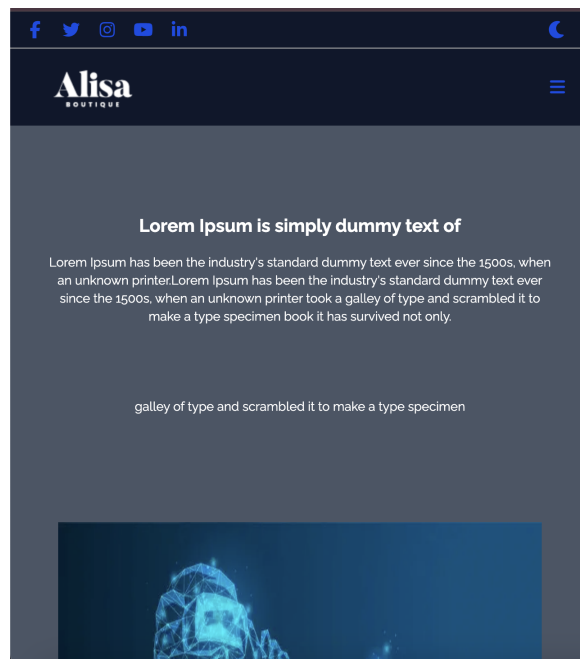 Alisa
BOUTIQUE
Lorem Ipsum is simply dummy text of
Lorem Ipsum has been the industry's standard dummy text ever since the 1500s, when
an unknown printer.Lorem Ipsum has been the industry's standard dummy text ever
since the 1500s, when an unknown printer took a galley of type and scrambled it to
make a type specimen book it has survived not only.
galley of type and scrambled it to make a type specimen